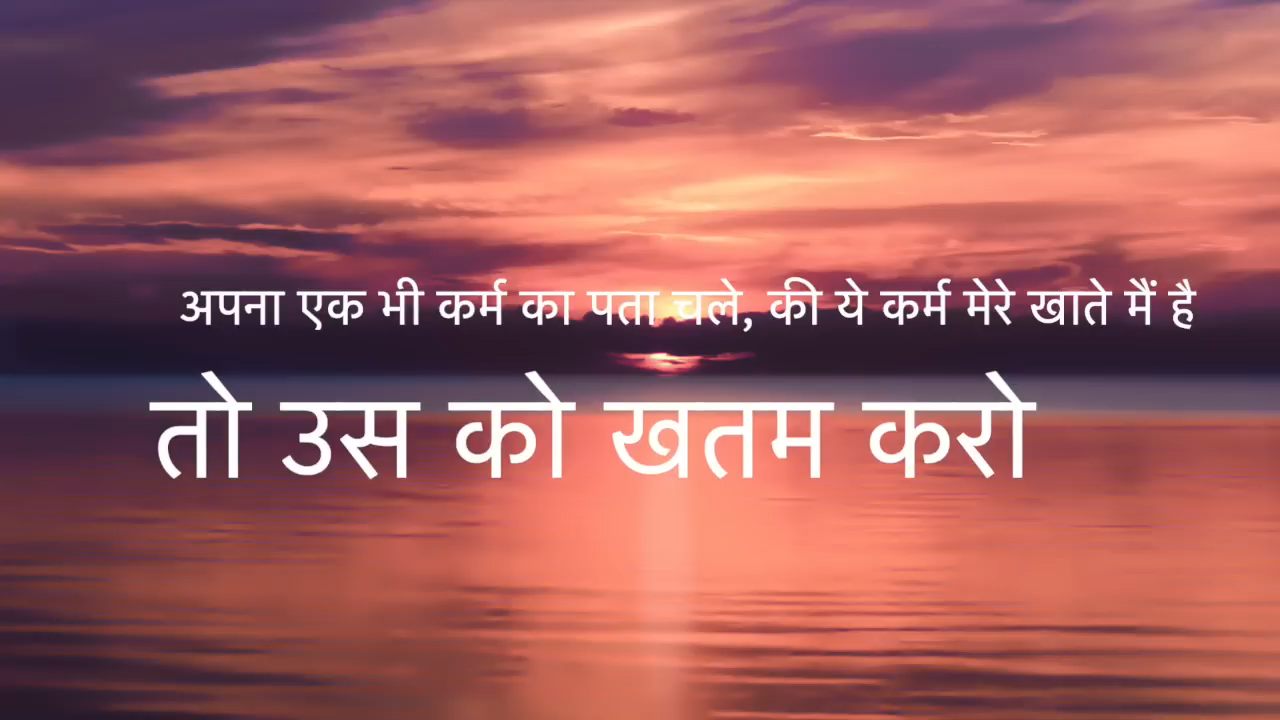 अपना एक भी कर्म का पता चले, की ये कर्म मेरे खाते मैं है
तो उस को खतम करो